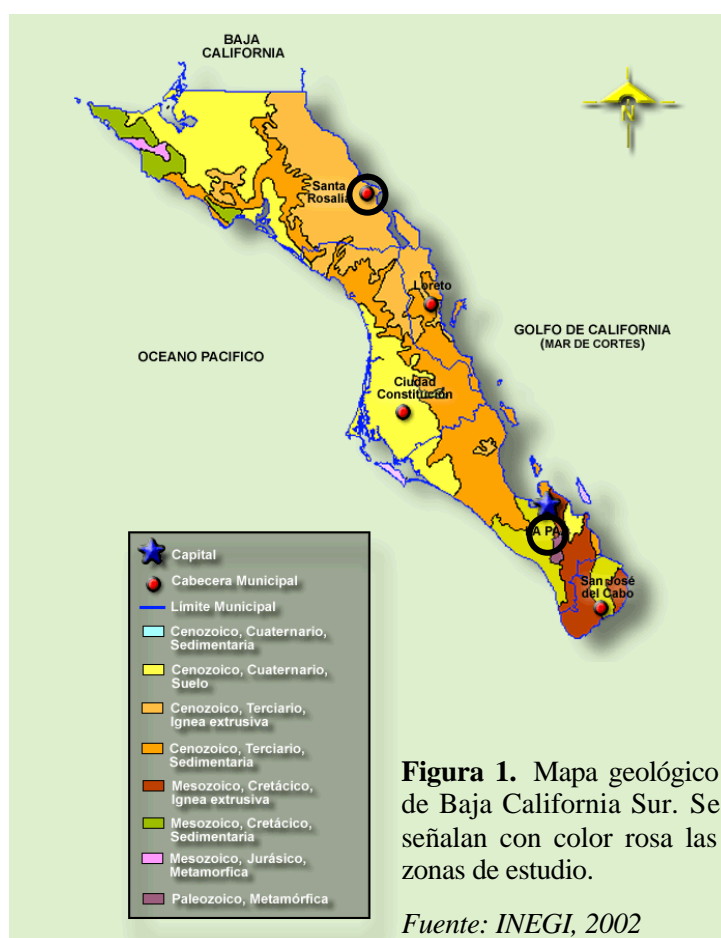 BAJA
CALIFORNIA
N
Santa
Rosalía
Loreto
GOLFO DE CALIFORNIA
(MAR DE CORTES)
OCEANO PACIFICO
Ciudad
Constitución
LA PAZ
San José
del Cabo
Capital
Cabecera Municipal
Límite Municipal
Cenozoico, Cuaternario,
Sedimentaria
Cenozoico, Cuaternario,
Suelo
Cenozoico, Terciario,
Ignea extrusiva
Cenozoico, Terciario,
Sedimentaria
Mesozoico, Cretácico,
Ignea extrusiva
Mesozoico, Cretácico,
Sedimentaria
Mesozoico, Jurásico,
Metamorfica
Paleozoico, Metamórfica
Figura 1. Mapa geológico
de Baja California Sur. Se
señalan con color rosa las
zonas de estudio.
Fuente: INEGI, 2002